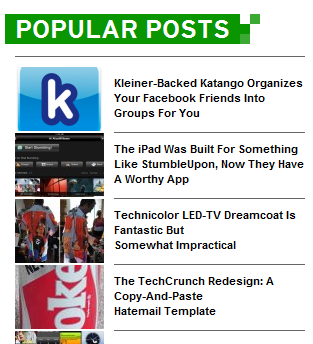 POPULAR POSTS
k
Kleiner-Backed Katango Organizes
Your Facebook Friends Into
Groups For You
The iPad Was Built For Something
Like StumbleUpon, Now They Have
A Worthy App
Technicolor LED-TV Dreamcoat Is
Fantastic But
Somewhat Impractical
NEW
Coke
The TechCrunch Redesign: A
Copy-And-Paste
Hatemail Template